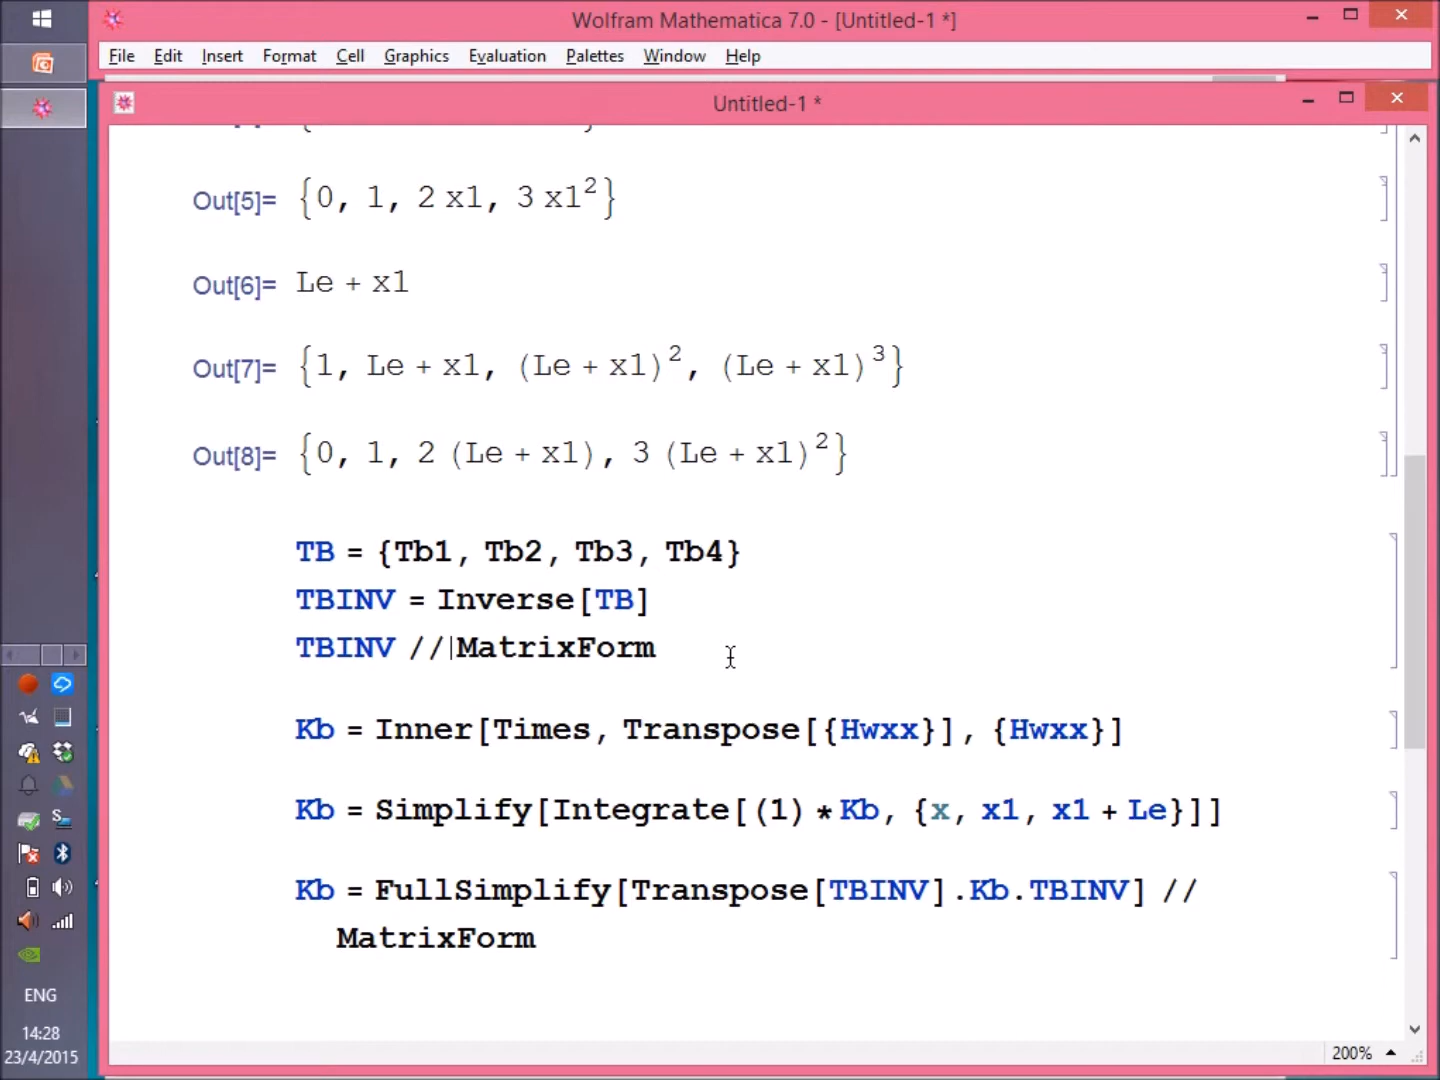 Wolfram Mathematica 7.0 - [Untitled-1 *]
File Edit Insert Format Cell Graphics Evaluation Palettes Window Help
Untitled-1 *
Out[5]= {0, 1, 2 x1, 3 x1²}
Out[6]= Le + x1
Out[7]= {1, Le + x1, (Le + x1)², (Le + x1)³}
Out[8]= {0, 1, 2 (Le + x1), 3 (Le + x1)²}
TB = {Tb1, Tb2, Tb3, Tb4}
TBINV = Inverse[TB]
TBINV // MatrixForm
Kb = Inner[Times, Transpose[{Hwxx}], {Hwxx}]
Kb = Simplify[Integrate[(1) * Kb, {x, x1, x1 + Le}]]
Kb = FullSimplify[Transpose[TBINV].Kb.TBINV] //
MatrixForm
ENG
14:28
23/4/2015
200%